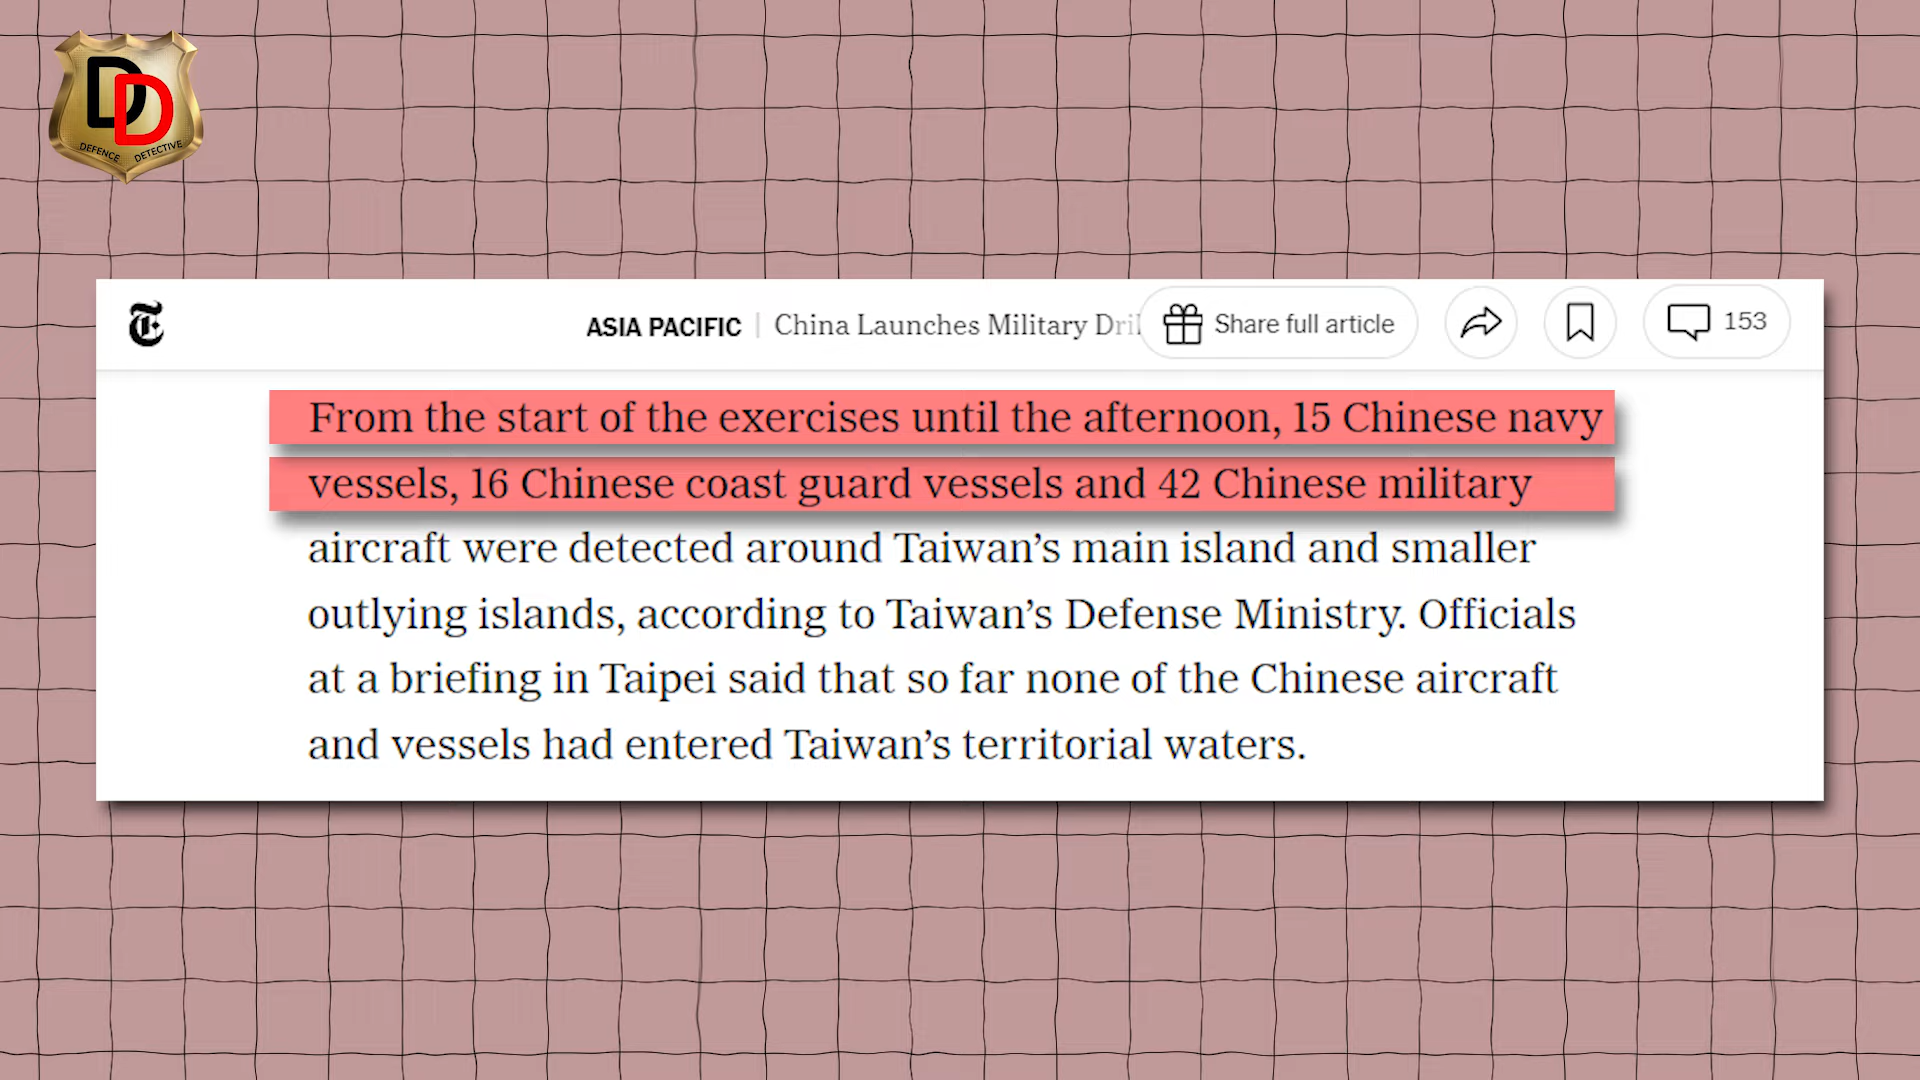 DD
DEFENCE DETECTIVE
T
ASIA PACIFIC | China Launches Military Dril
Share full article
153
From the start of the exercises until the afternoon, 15 Chinese navy
vessels, 16 Chinese coast guard vessels and 42 Chinese military
aircraft were detected around Taiwan’s main island and smaller
outlying islands, according to Taiwan’s Defense Ministry. Officials
at a briefing in Taipei said that so far none of the Chinese aircraft
and vessels had entered Taiwan’s territorial waters.